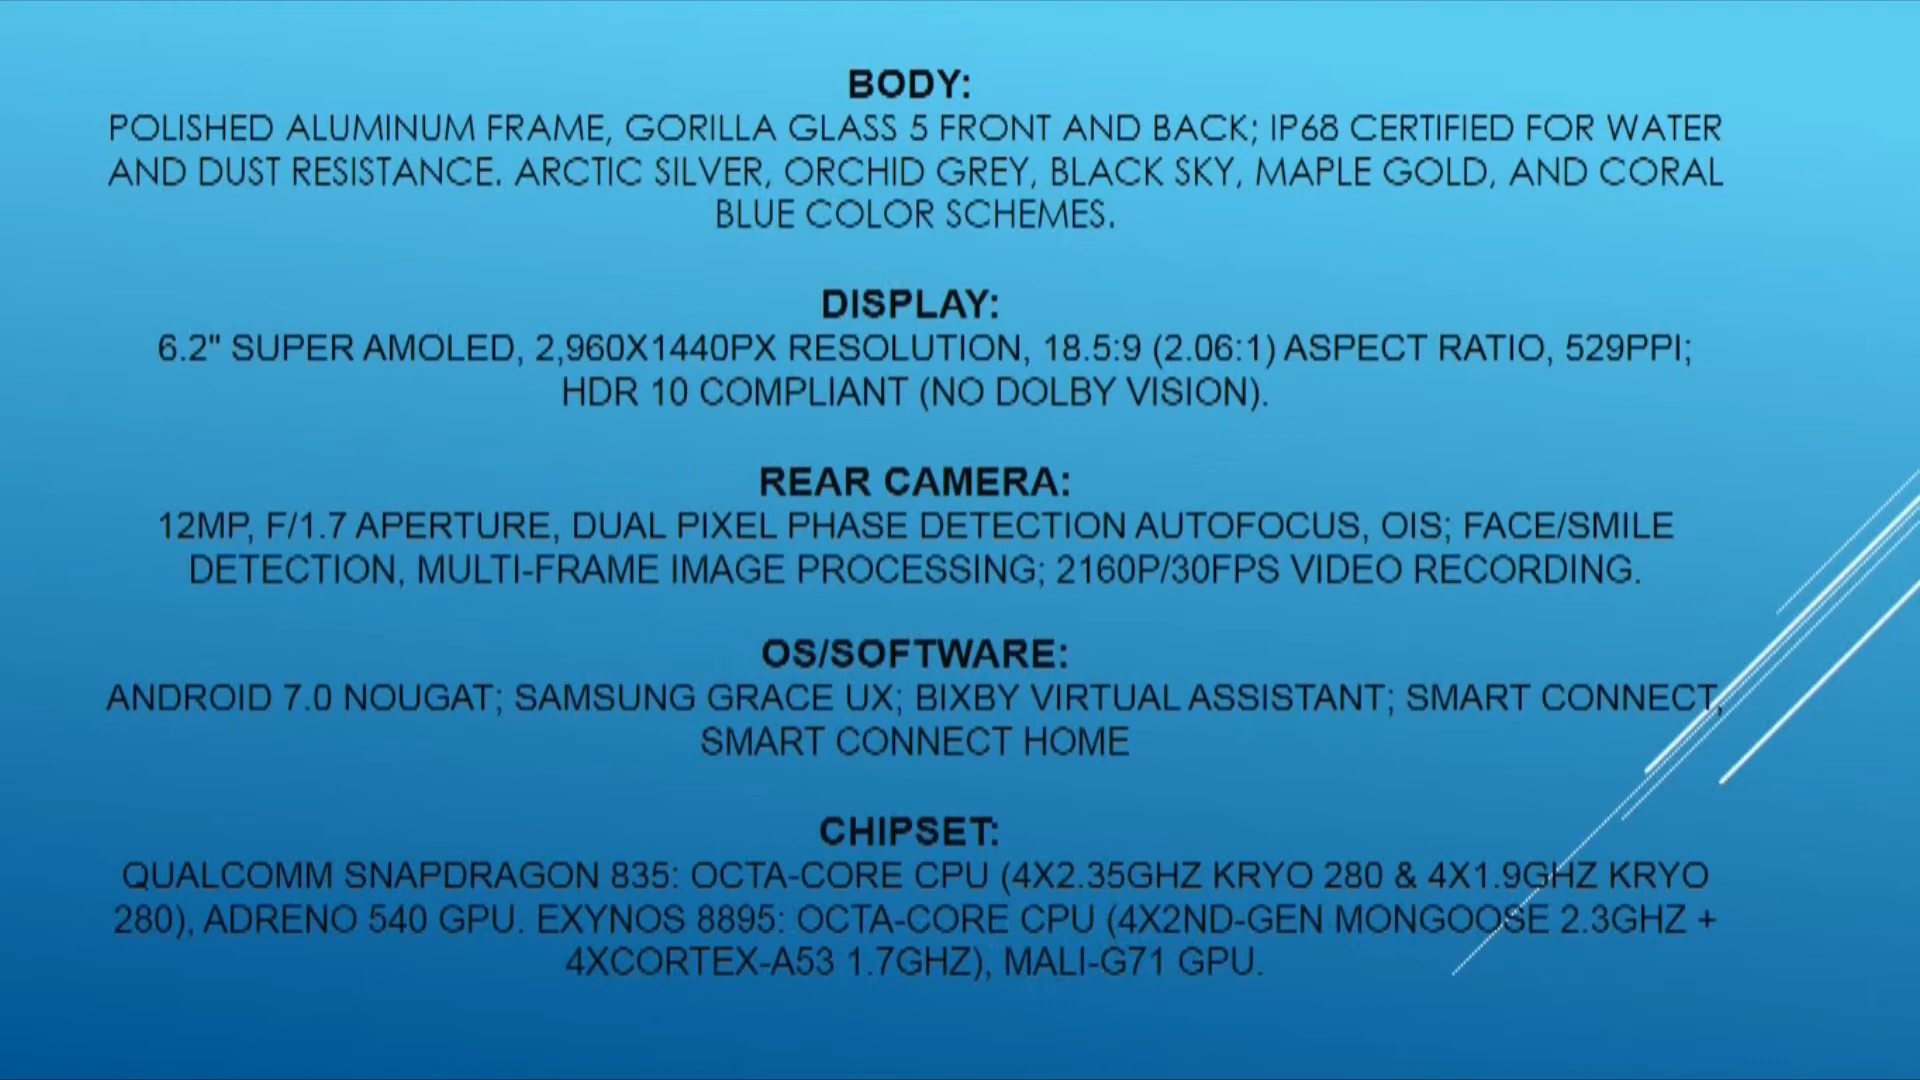 BODY:
POLISHED ALUMINUM FRAME, GORILLA GLASS 5 FRONT AND BACK; IP68 CERTIFIED FOR WATER
AND DUST RESISTANCE. ARCTIC SILVER, ORCHID GREY, BLACK SKY, MAPLE GOLD, AND CORAL
BLUE COLOR SCHEMES.
DISPLAY:
6.2" SUPER AMOLED, 2,960X1440PX RESOLUTION, 18.5:9 (2.06:1) ASPECT RATIO, 529PPI;
HDR 10 COMPLIANT (NO DOLBY VISION).
REAR CAMERA:
12MP, F/1.7 APERTURE, DUAL PIXEL PHASE DETECTION AUTOFOCUS, OIS; FACE/SMILE
DETECTION, MULTI-FRAME IMAGE PROCESSING; 2160P/30FPS VIDEO RECORDING.
OS/SOFTWARE:
ANDROID 7.0 NOUGAT; SAMSUNG GRACE UX; BIXBY VIRTUAL ASSISTANT; SMART CONNECT,
SMART CONNECT HOME
CHIPSET:
QUALCOMM SNAPDRAGON 835: OCTA-CORE CPU (4X2.35GHZ KRYO 280 & 4X1.9GHZ KRYO
280), ADRENO 540 GPU. EXYNOS 8895: OCTA-CORE CPU (4X2ND-GEN MONGOOSE 2.3GHZ +
4XCORTEX-A53 1.7GHZ), MALI-G71 GPU.